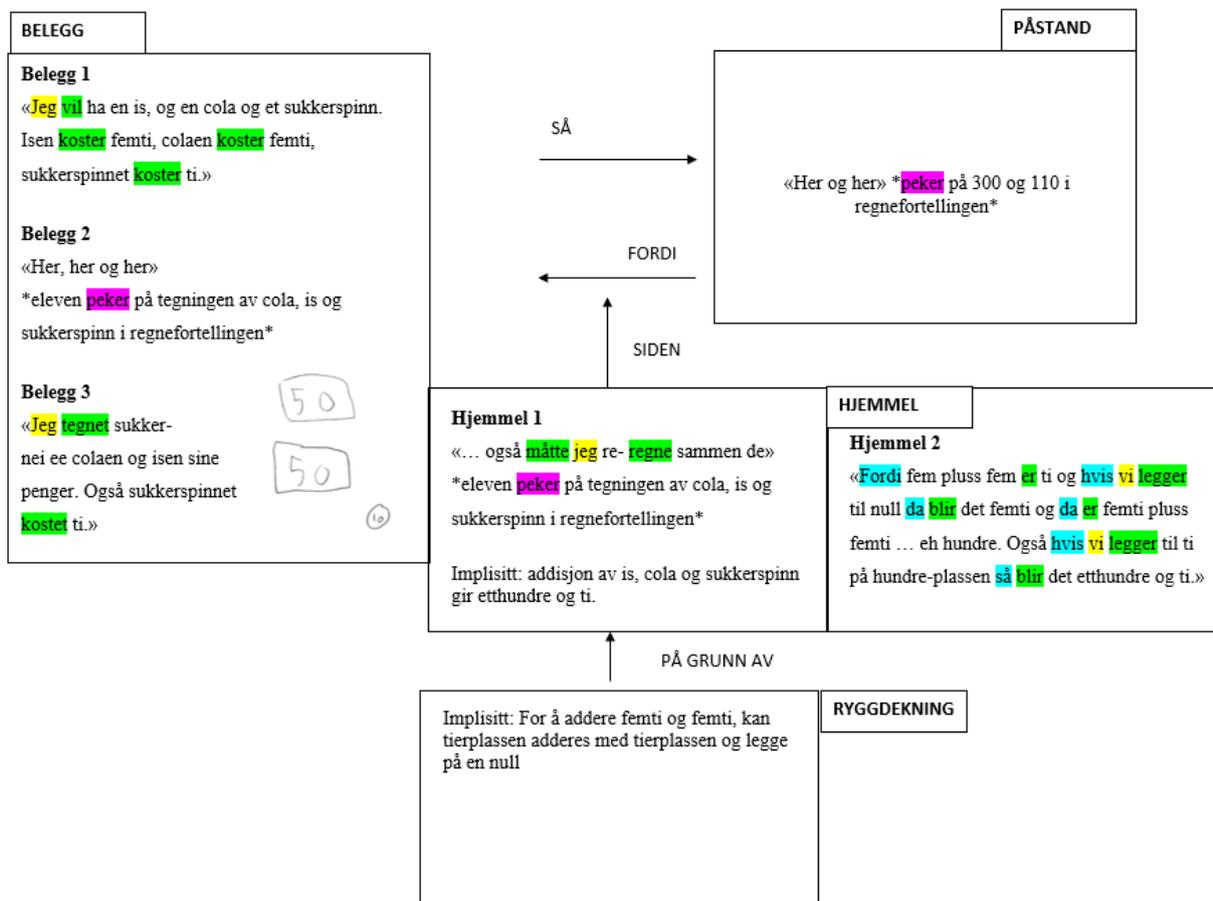 BELEGG
Belegg 1
«Jeg vil ha en is, og en cola og et sukkerspinn.
Isen koster femti, colaen koster femti,
sukkerspinnet koster ti.»
Belegg 2
«Her, her og her»
*eleven peker på tegningen av cola, is og
sukkerspinn i regnefortellingen*
Belegg 3
«Jeg tegnet sukker-
nei ee colaen og isen sine
penger. Også sukkerspinnet
kostet ti.»
50
50
10
SÅ
FORDI
SIDEN
PÅSTAND
«Her og her» *peker på 300 og 110 i
regnefortellingen*
Hjemmel 1
«… også måtte jeg re- regne sammen de»
*eleven peker på tegningen av cola, is og
sukkerspinn i regnefortellingen*
Implisitt: addisjon av is, cola og sukkerspinn
gir etthundre og ti.
HJEMMEL
Hjemmel 2
«Fordi fem pluss fem er ti og hvis vi legger
til null da blir det femti og da er femti pluss
femti … eh hundre. Også hvis vi legger til ti
på hundre-plassen så blir det etthundre og ti.»
PÅ GRUNN AV
Implisitt: For å addere femti og femti, kan
tierplassen adderes med tierplassen og legge
på en null
RYGGDEKNING